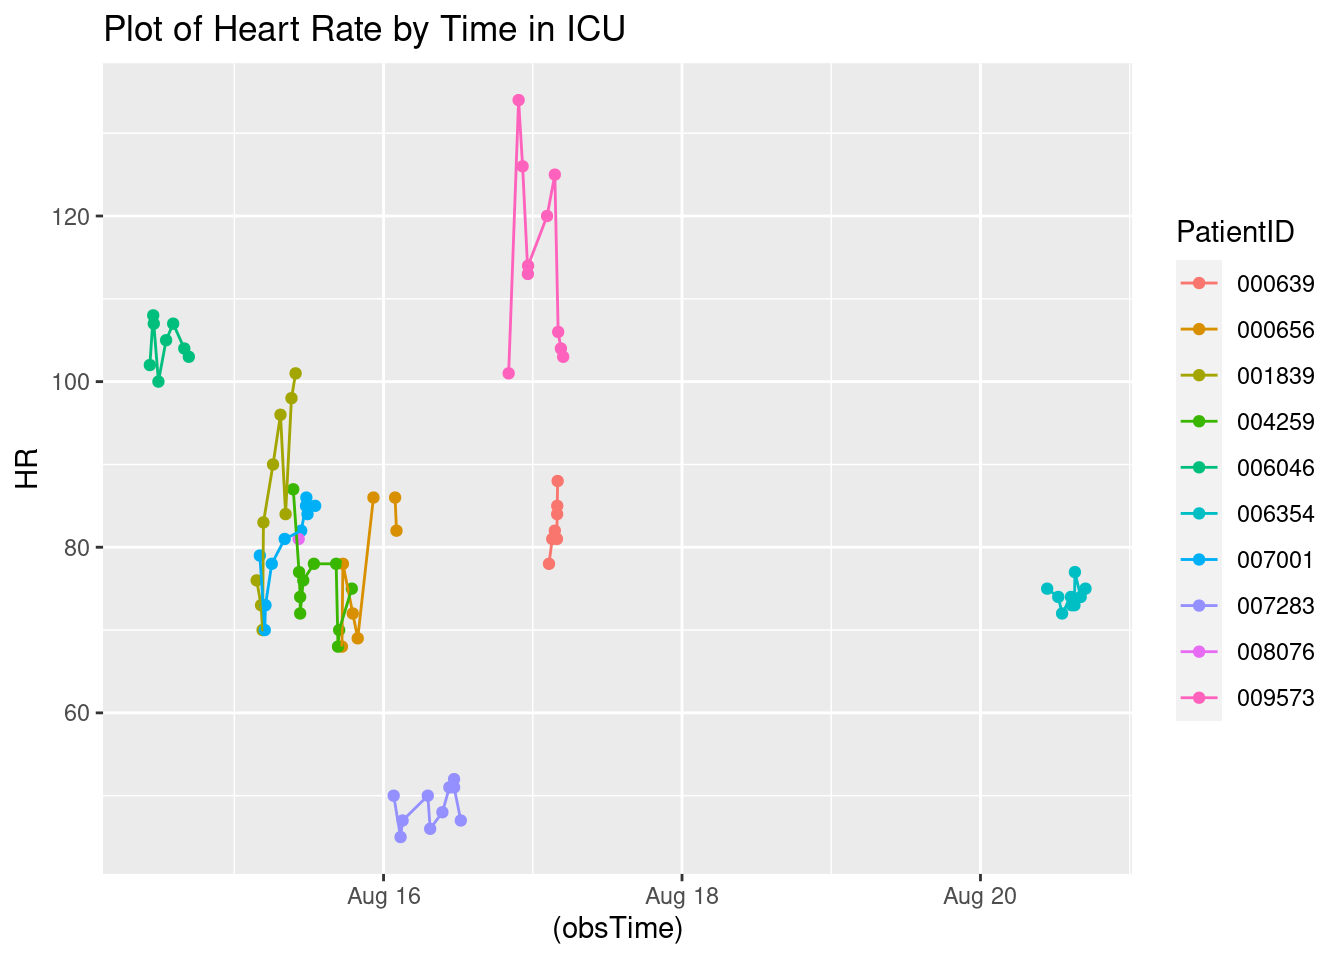 Plot of Heart Rate by Time in ICU
HR
120
100
80
60
Aug 16
Aug 18
Aug 20
(obsTime)
PatientID
000639
000656
001839
004259
006046
006354
007001
007283
008076
009573